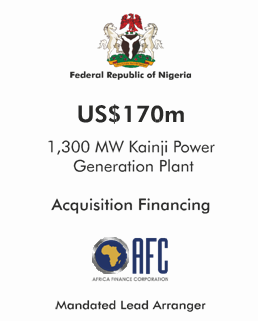 Federal Republic of Nigeria
US$170m
1,300 MW Kainji Power
Generation Plant
Acquisition Financing
AFC
AFRICA FINANCE CORPORATION
Mandated Lead Arranger